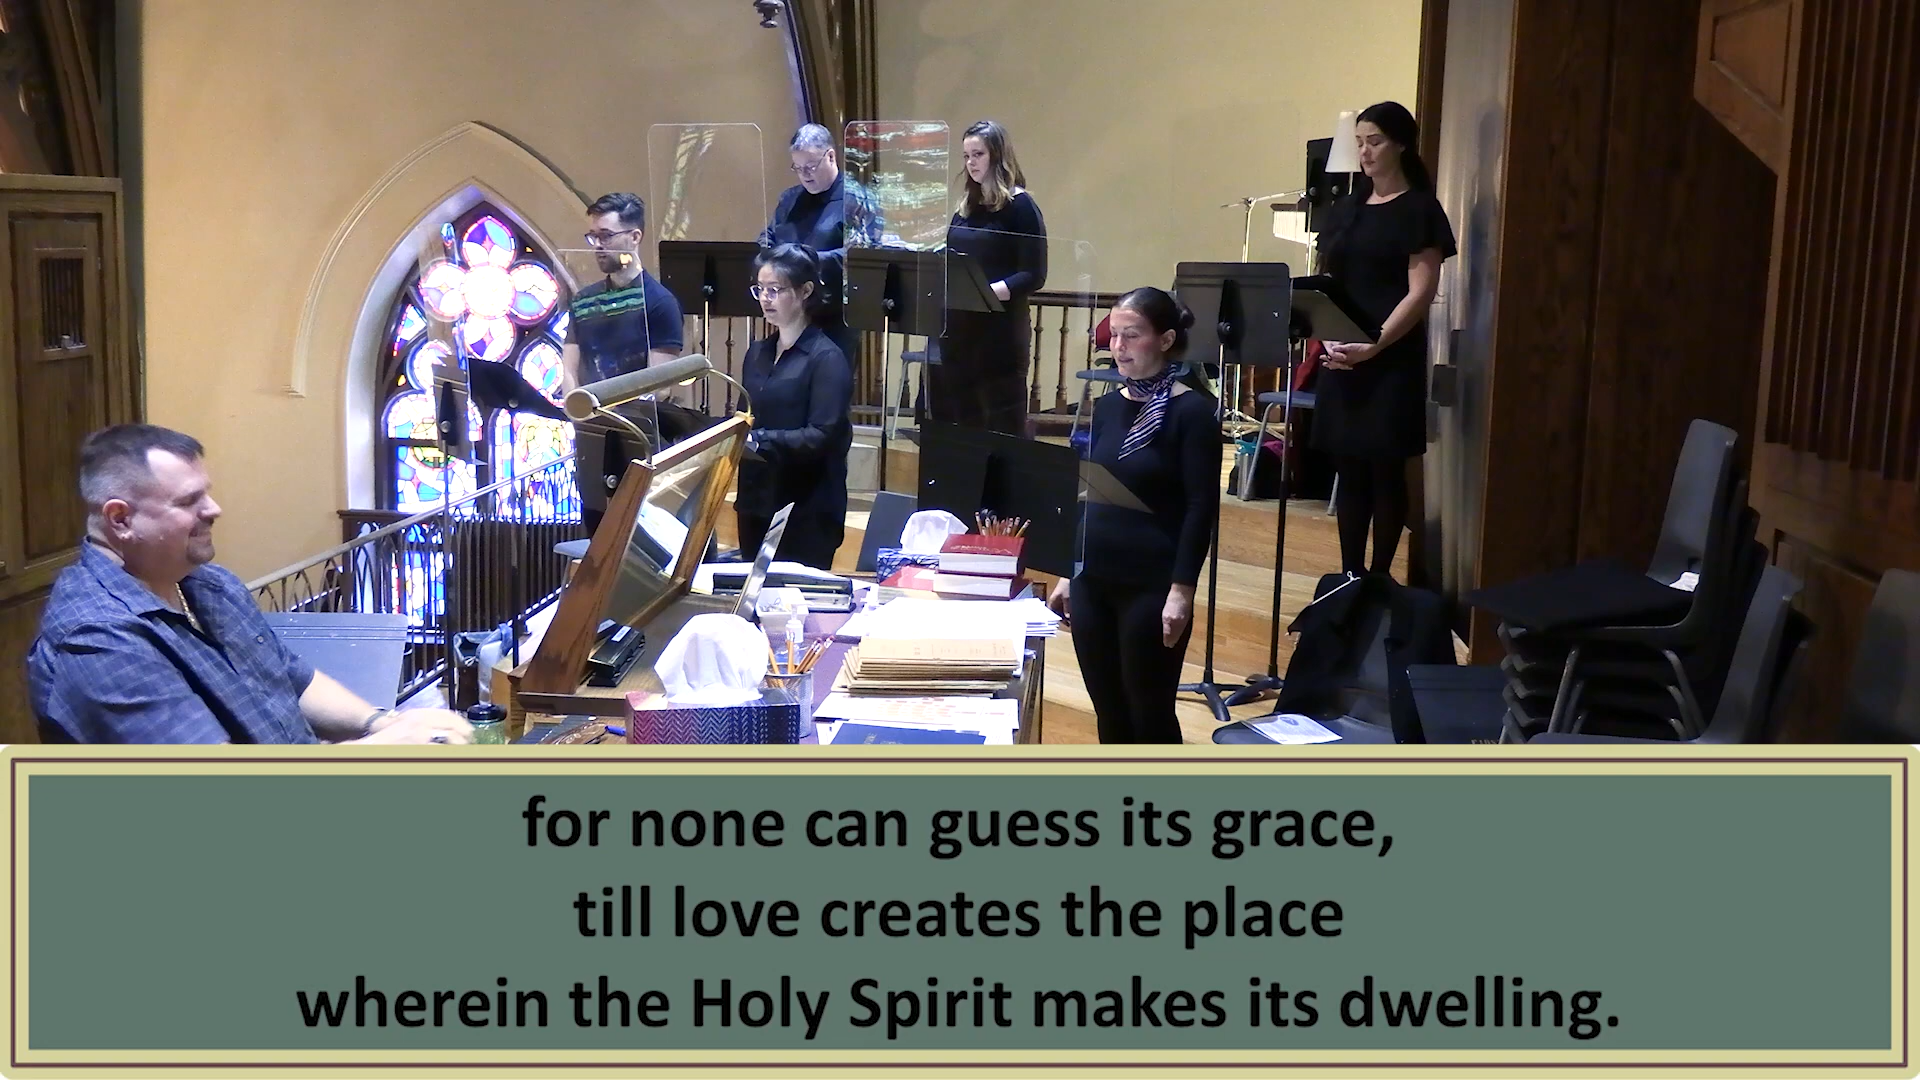 for none can guess its grace,
till love creates the place
wherein the Holy Spirit makes its dwelling.